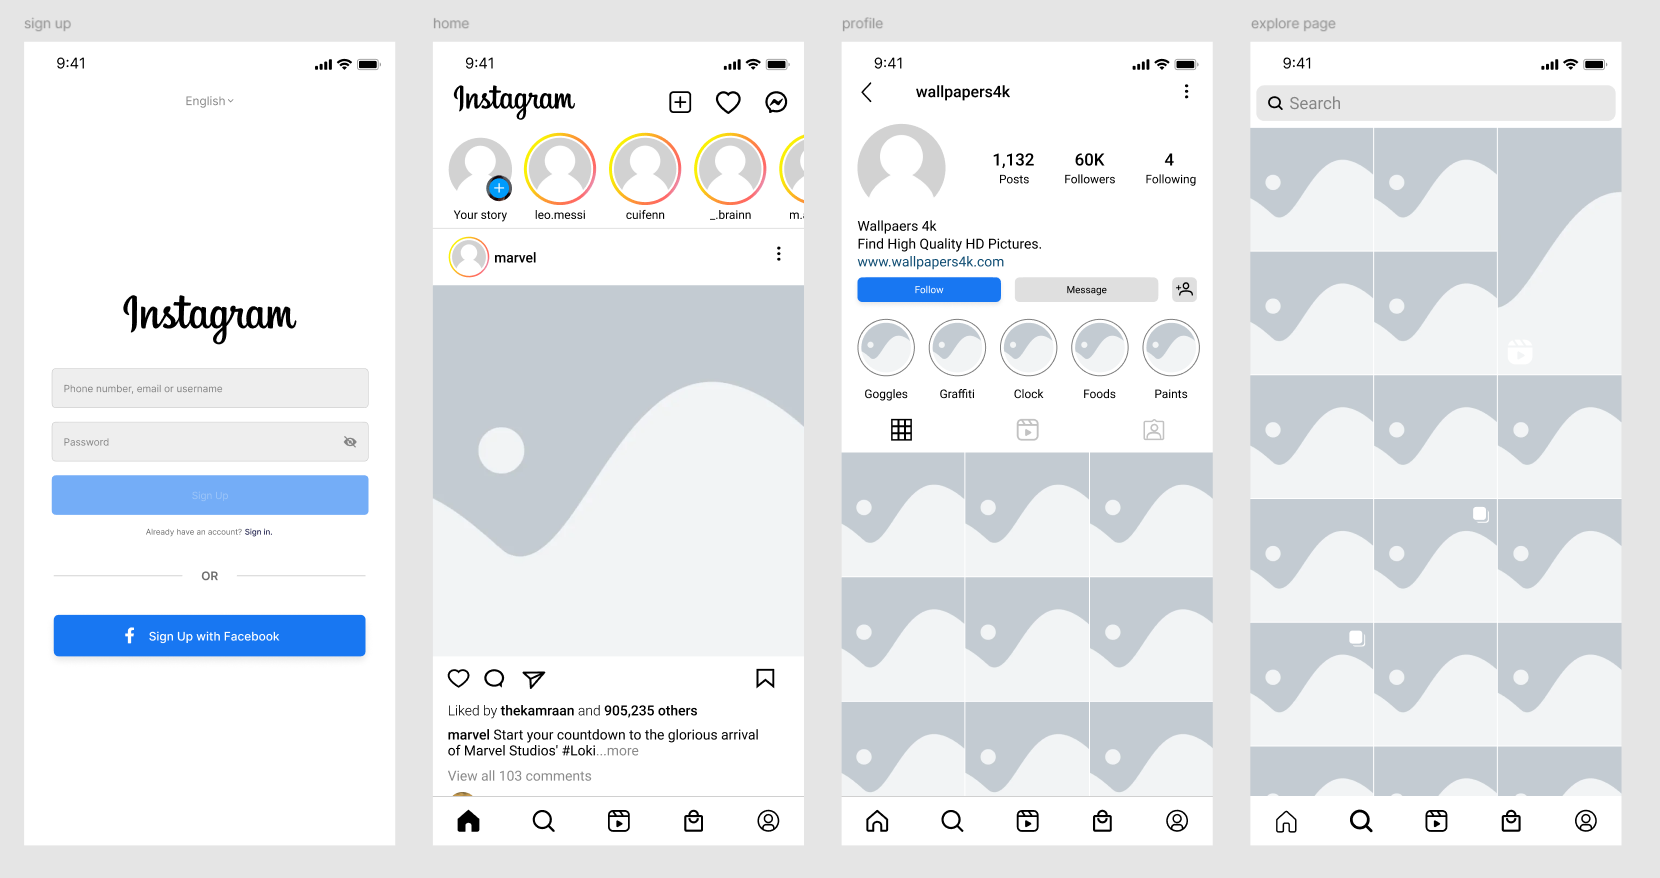 sign up
9:41
English
Instagram
Phone number, email or username
Password
Sign Up
Already have an account? Sign in.
OR
Sign Up with Facebook
home
9:41
Instagram
Your story
leo.messi
cuifenn
_.brainn
marvel
Liked by thekamraan and 905,235 others
marvel Start your countdown to the glorious arrival
of Marvel Studios' #Loki...more
View all 103 comments
profile
9:41
wallpapers4k
1,132 60K 4
Posts Followers Following
Wallpaers 4k
Find High Quality HD Pictures.
www.wallpapers4k.com
Follow Message
Goggles Graffiti Clock Foods Paints
explore page
9:41
Search